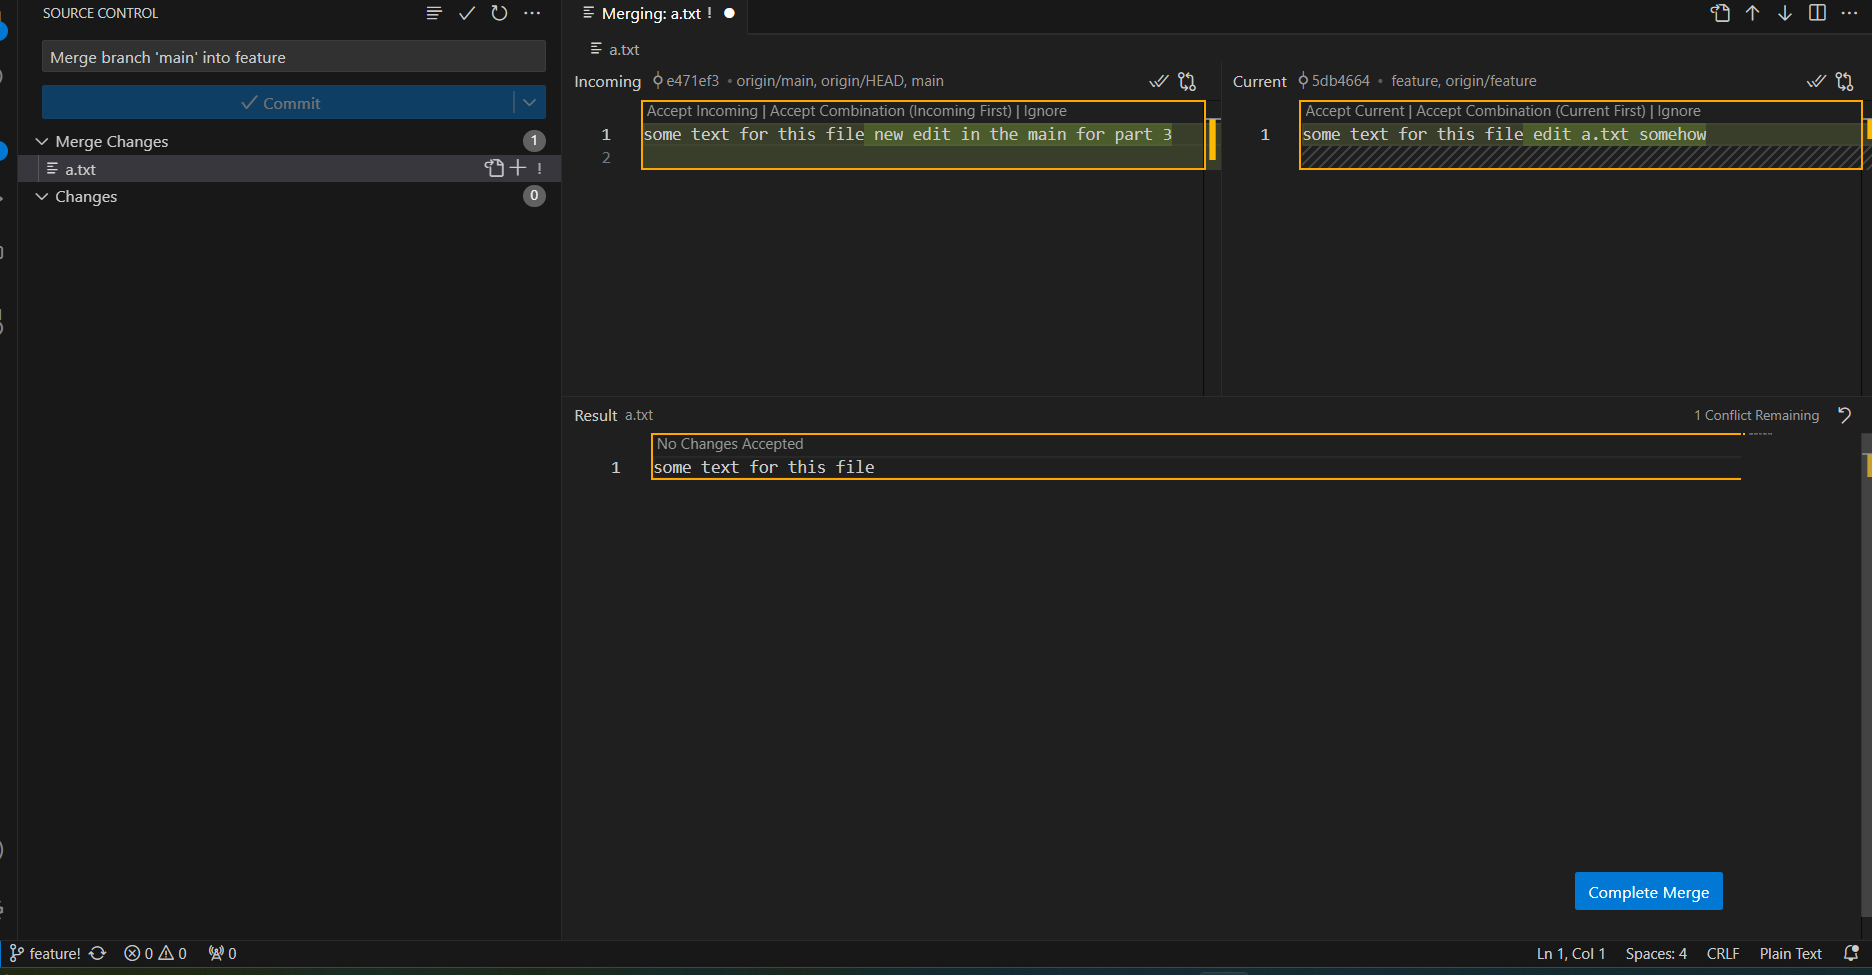 SOURCE CONTROL
Merge branch 'main' into feature
Commit
Merge Changes 1
a.txt !
Changes 0
Merging: a.txt !
a.txt
Incoming e471ef3 • origin/main, origin/HEAD, main
Accept Incoming | Accept Combination (Incoming First) | Ignore
1 some text for this file new edit in the main for part 3
2
Current 5db4664 • feature, origin/feature
Accept Current | Accept Combination (Current First) | Ignore
1 some text for this file edit a.txt somehow
Result a.txt 1 Conflict Remaining
No Changes Accepted
1 some text for this file
Complete Merge
feature! 0 0 0 Ln 1, Col 1 Spaces: 4 CRLF Plain Text